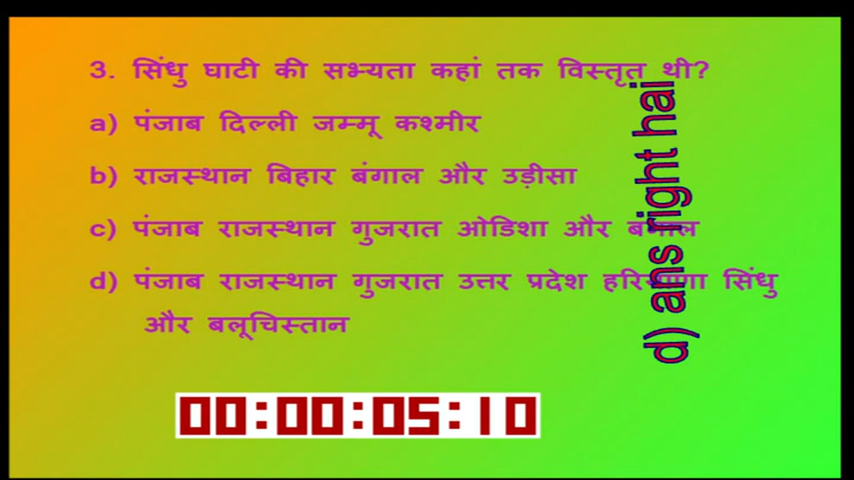 3. सिंधु घाटी की सभ्यता कहां तक विस्तृत थी?
a) पंजाब दिल्ली जम्मू कश्मीर
b) राजस्थान बिहार बंगाल और उड़ीसा
c) पंजाब राजस्थान गुजरात ओडिशा और बंगाल
d) पंजाब राजस्थान गुजरात उत्तर प्रदेश हरियाणा सिंधु
और बलूचिस्तान
d) ans right hai
00:00:05:10